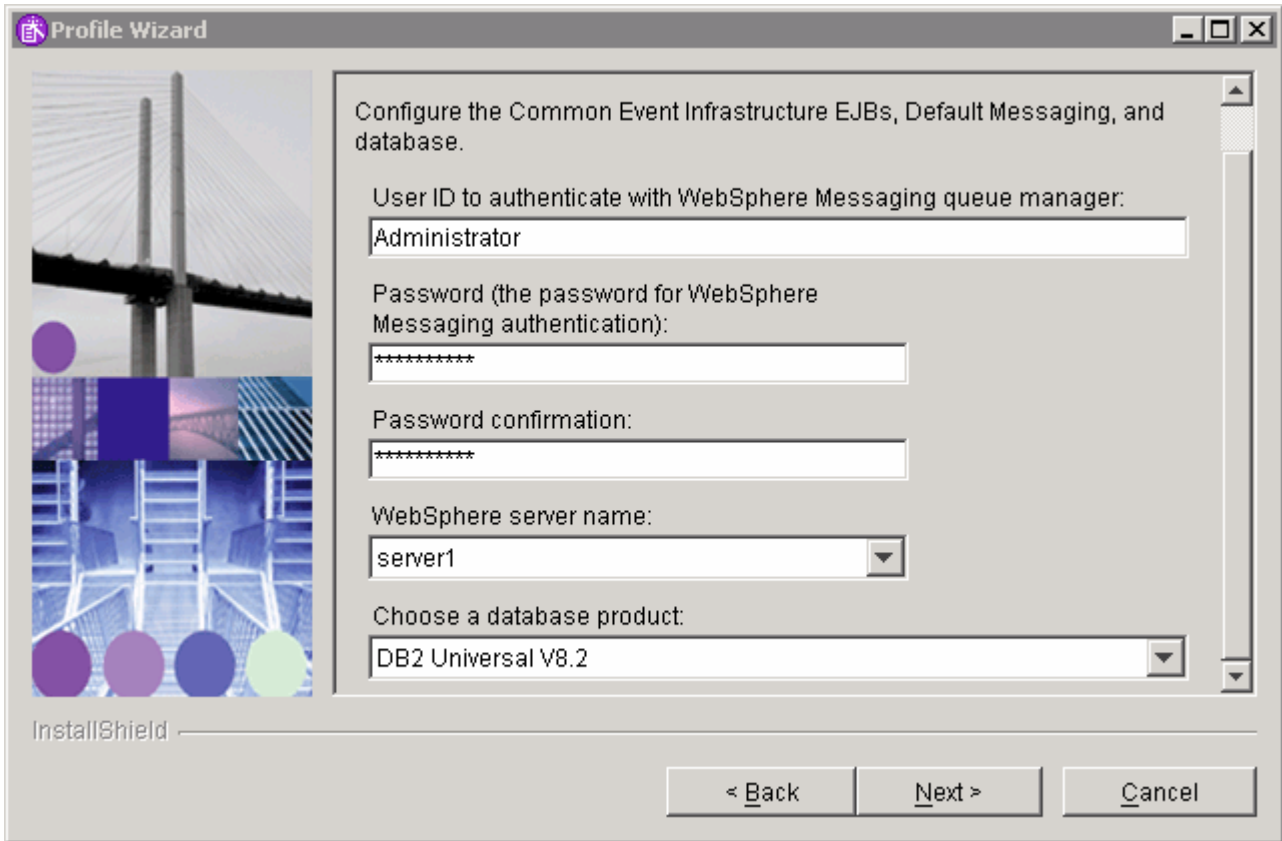 Profile Wizard
Configure the Common Event Infrastructure EJBs, Default Messaging, and
database.
User ID to authenticate with WebSphere Messaging queue manager:
Administrator
Password (the password for WebSphere
Messaging authentication):
**********
Password confirmation:
**********
WebSphere server name:
server1
Choose a database product:
DB2 Universal V8.2
InstallShield
< Back
Next >
Cancel